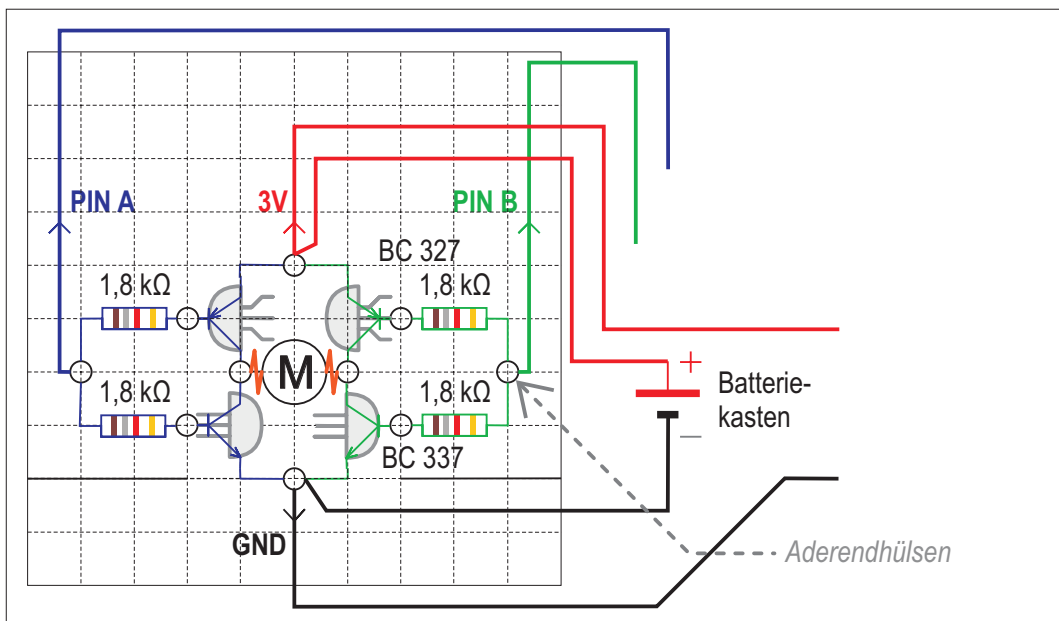 PIN A
3V
PIN B
BC 327
1,8 kΩ
1,8 kΩ
M
+
1,8 kΩ
1,8 kΩ
Batterie-
kasten
–
BC 337
GND
Aderendhülsen